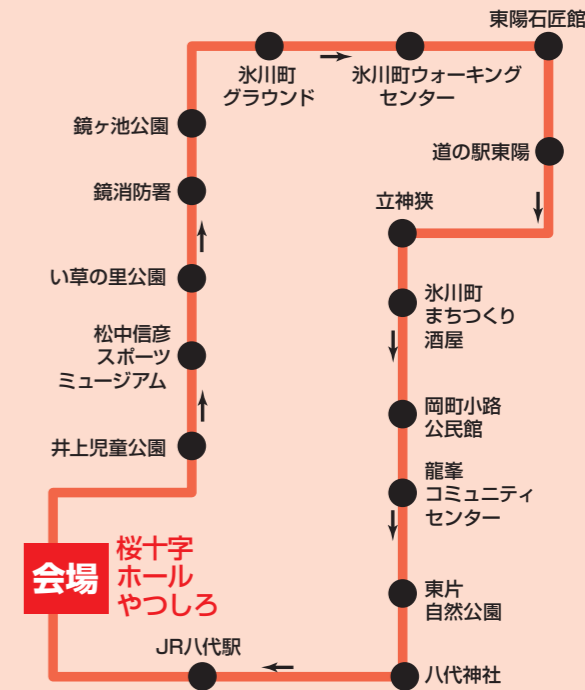 東陽石匠館
氷川町
グラウンド
氷川町ウォーキング
センター
鏡ヶ池公園
道の駅東陽
鏡消防署
立神狭
い草の里公園
氷川町
まちつくり
酒屋
松中信彦
スポーツ
ミュージアム
岡町小路
公民館
井上児童公園
龍峯
コミュニティ
センター
会場
桜十字
ホール
やつしろ
東片
自然公園
JR八代駅
八代神社